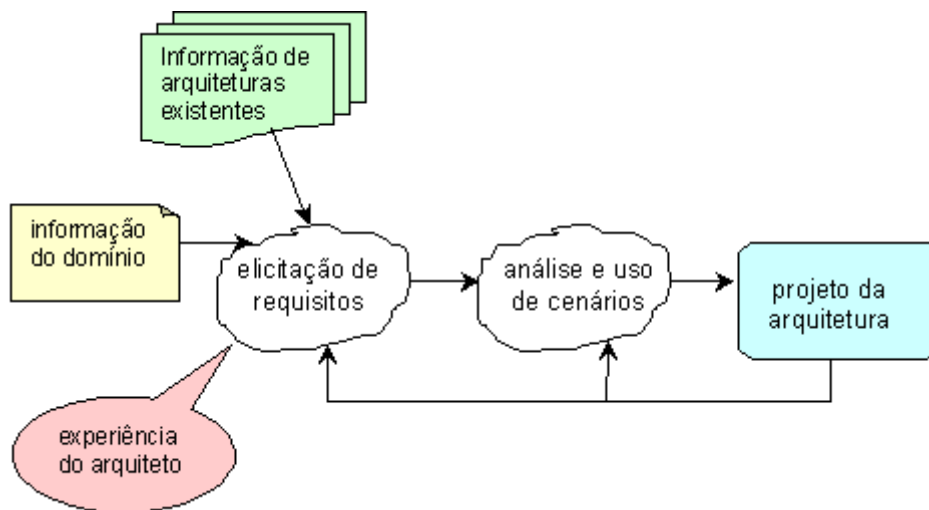 Informação de
arquiteturas
existentes
informação
do domínio
elicitação de
requisitos
análise e uso
de cenários
projeto da
arquitetura
experiência
do arquiteto